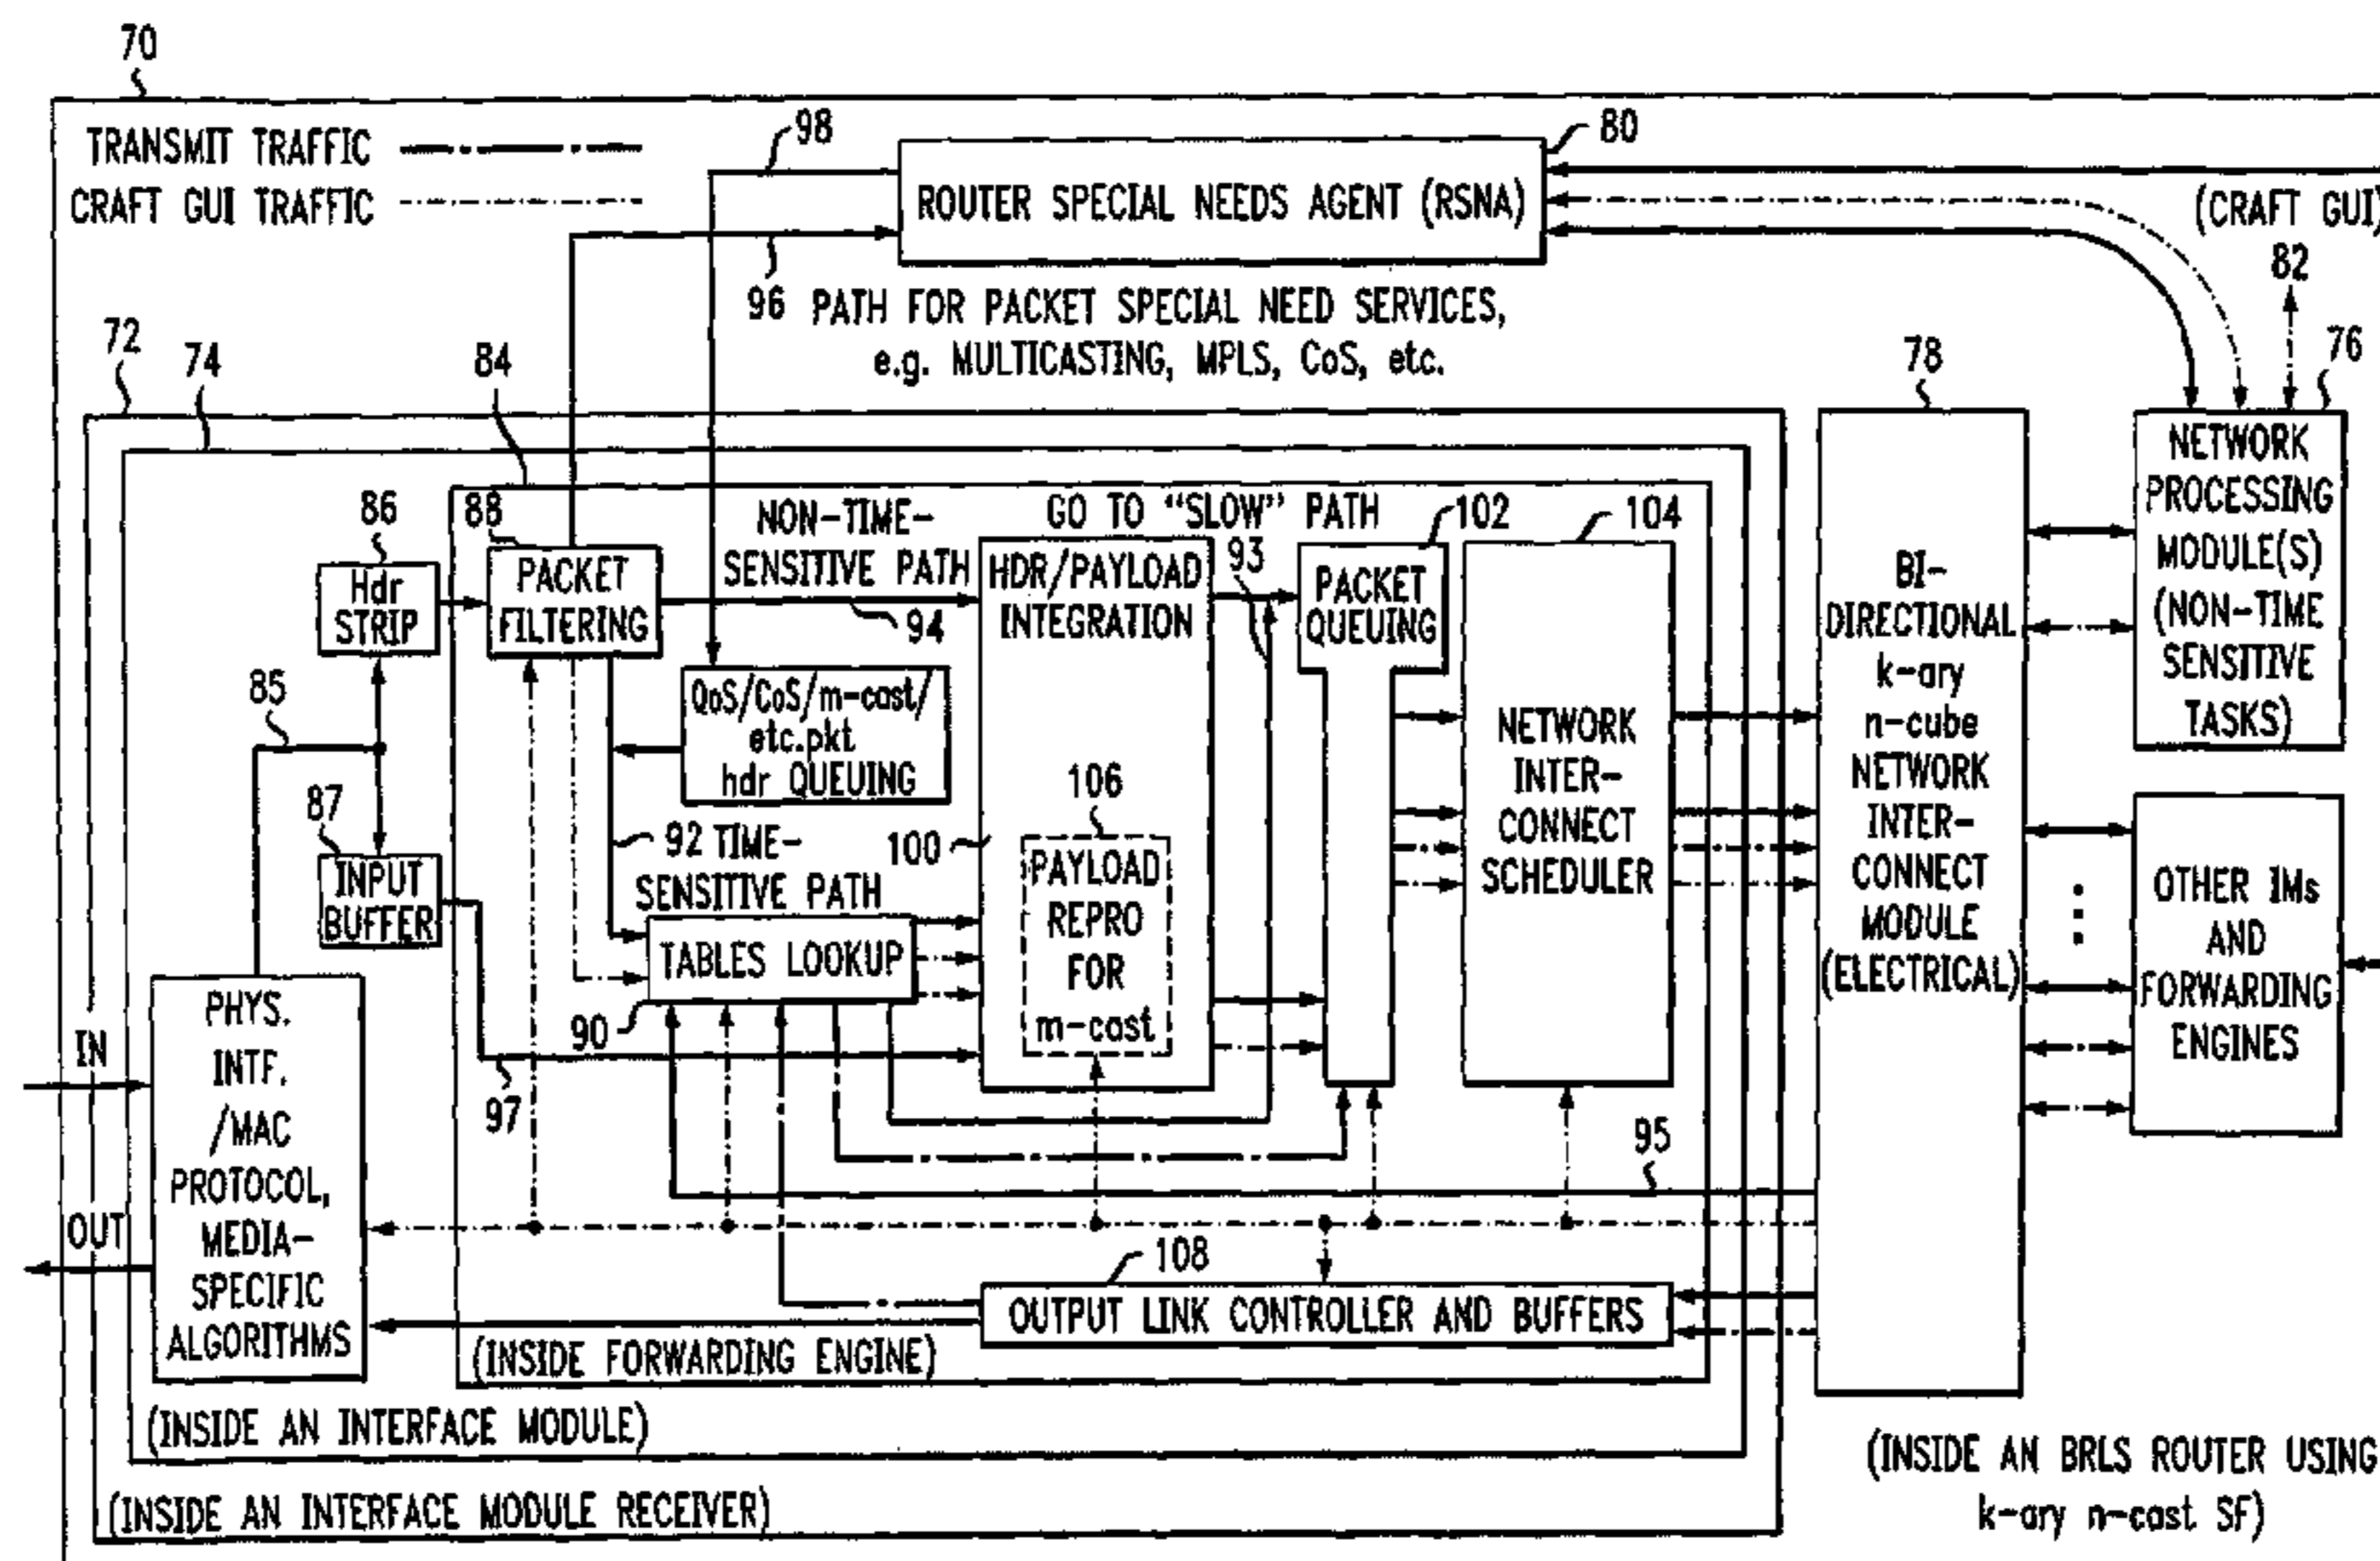 70
TRANSMIT TRAFFIC
CRAFT GUI TRAFFIC
98
80
ROUTER SPECIAL NEEDS AGENT (RSNA)
(CRAFT GUI)
82
96
PATH FOR PACKET SPECIAL NEED SERVICES,
e.g. MULTICASTING, MPLS, CoS, etc.
72
74
84
78
76
NETWORK
PROCESSING
MODULE(S)
(NON-TIME
SENSITIVE
TASKS)
86
Hdr
STRIP
88
PACKET
FILTERING
NON-TIME-
SENSITIVE PATH
94
GO TO “SLOW” PATH
HDR/PAYLOAD
INTEGRATION
93
102
PACKET
QUEUING
104
NETWORK
INTER-
CONNECT
SCHEDULER
BI-
DIRECTIONAL
k-ary
n-cube
NETWORK
INTER-
CONNECT
MODULE
(ELECTRICAL)
85
QoS/CoS/m-cast/
etc.pkt
hdr QUEUING
87
INPUT
BUFFER
92 TIME-
SENSITIVE PATH
100
106
PAYLOAD
REPRO
FOR
m-cast
TABLES LOOKUP
90
97
OTHER IMs
AND
FORWARDING
ENGINES
IN
OUT
PHYS.
INTF.
/MAC
PROTOCOL,
MEDIA-
SPECIFIC
ALGORITHMS
95
108
OUTPUT LINK CONTROLLER AND BUFFERS
(INSIDE FORWARDING ENGINE)
(INSIDE AN INTERFACE MODULE)
(INSIDE AN INTERFACE MODULE RECEIVER)
(INSIDE AN BRLS ROUTER USING
k-ary n-cast SF)